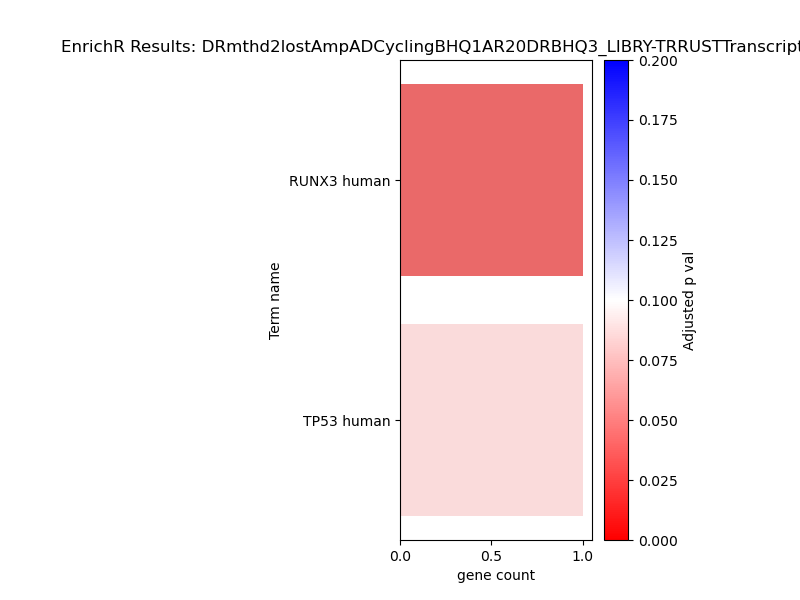 EnrichR Results: DRmthd2lostAmpADCyclingBHQ1AR20DRBHQ3_LIBRY-TRRUSTTranscript
RUNX3 human
TP53 human
Term name
0.0
0.5
1.0
gene count
0.200
0.175
0.150
0.125
0.100
0.075
0.050
0.025
0.000
Adjusted p val